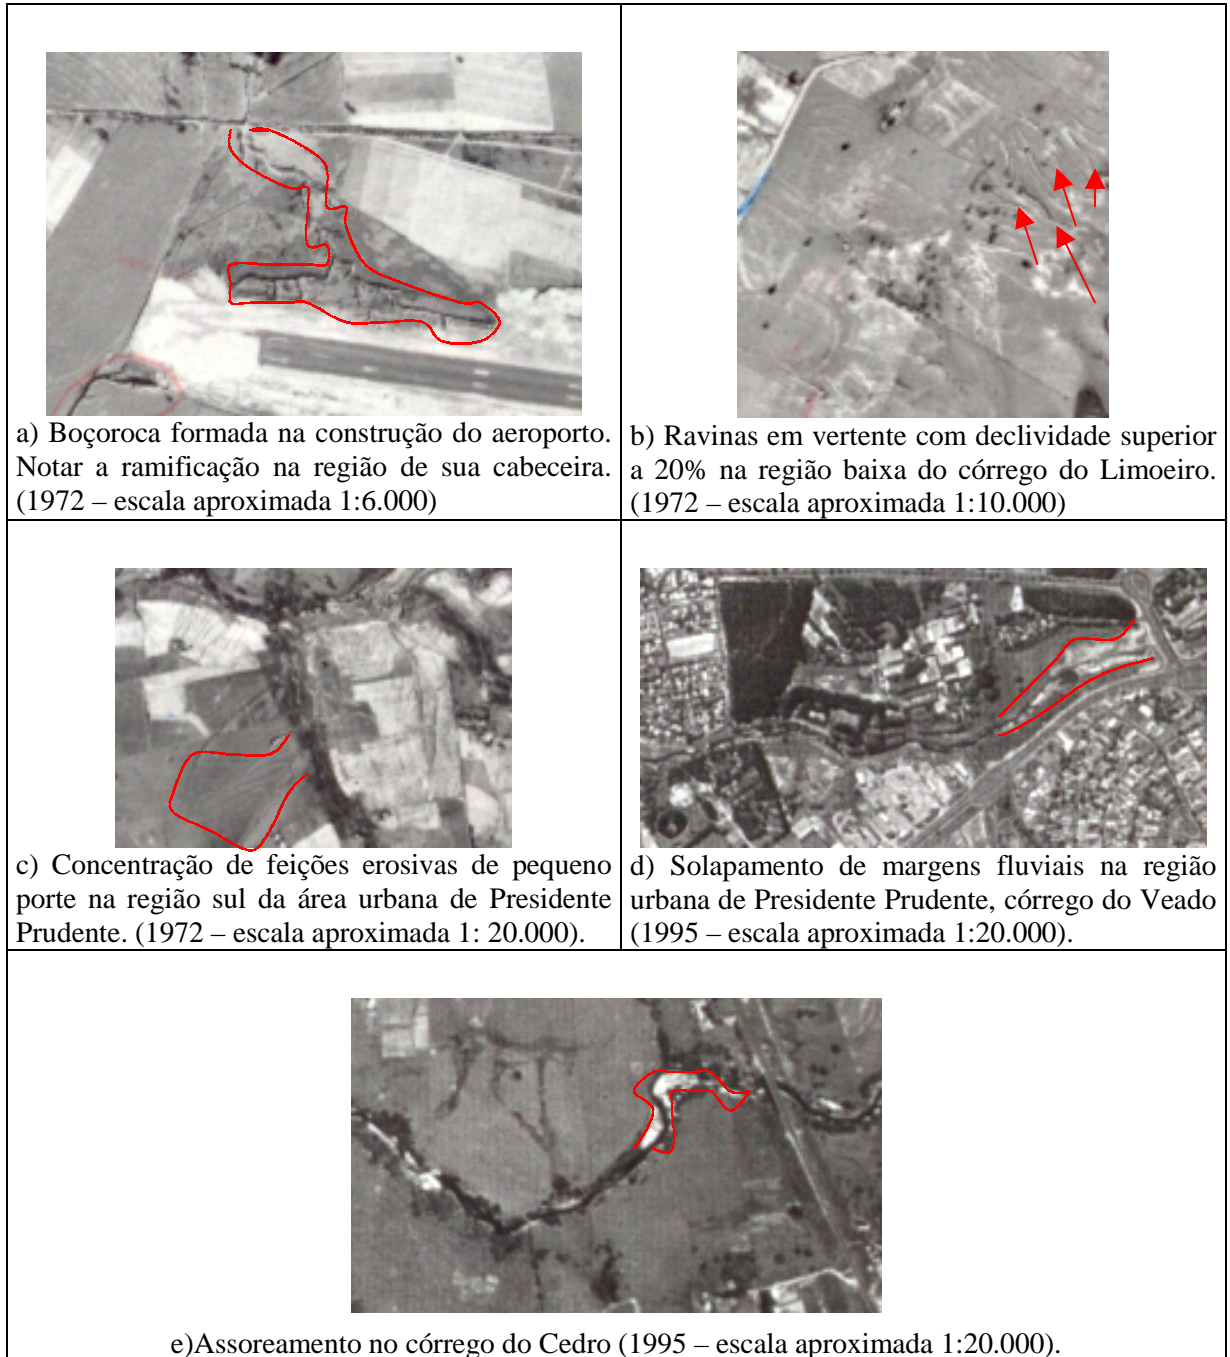 a) Boçoroca formada na construção do aeroporto.
Notar a ramificação na região de sua cabeceira.
(1972 – escala aproximada 1:6.000)
b) Ravinas em vertente com declividade superior
a 20% na região baixa do córrego do Limoeiro.
(1972 – escala aproximada 1:10.000)
c) Concentração de feições erosivas de pequeno
porte na região sul da área urbana de Presidente
Prudente. (1972 – escala aproximada 1: 20.000).
d) Solapamento de margens fluviais na região
urbana de Presidente Prudente, córrego do Veado
(1995 – escala aproximada 1:20.000).
e)Assoreamento no córrego do Cedro (1995 – escala aproximada 1:20.000).